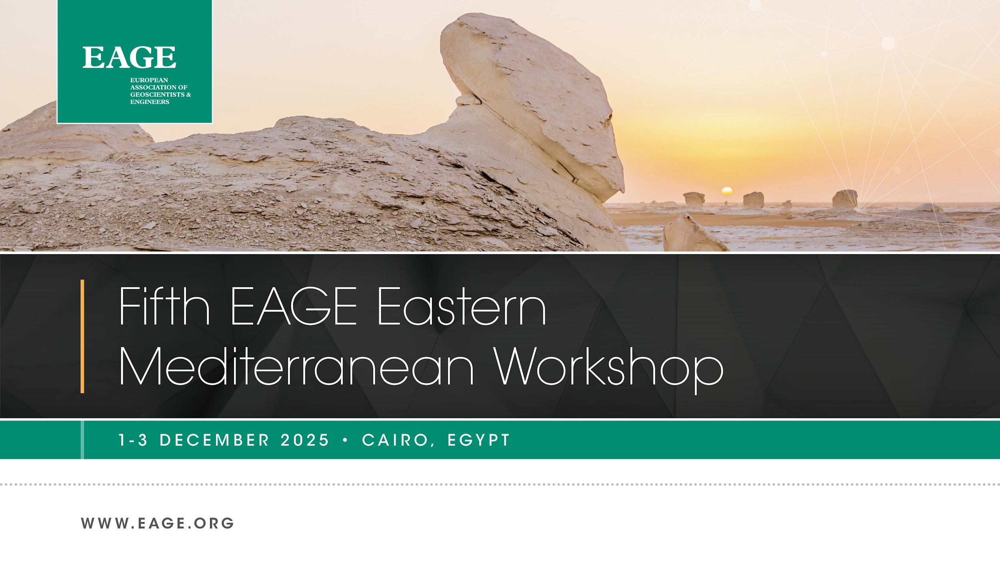 EAGE
EUROPEAN
ASSOCIATION OF
GEOSCIENTISTS &
ENGINEERS
Fifth EAGE Eastern
Mediterranean Workshop
1-3 DECEMBER 2025 • CAIRO, EGYPT
WWW.EAGE.ORG